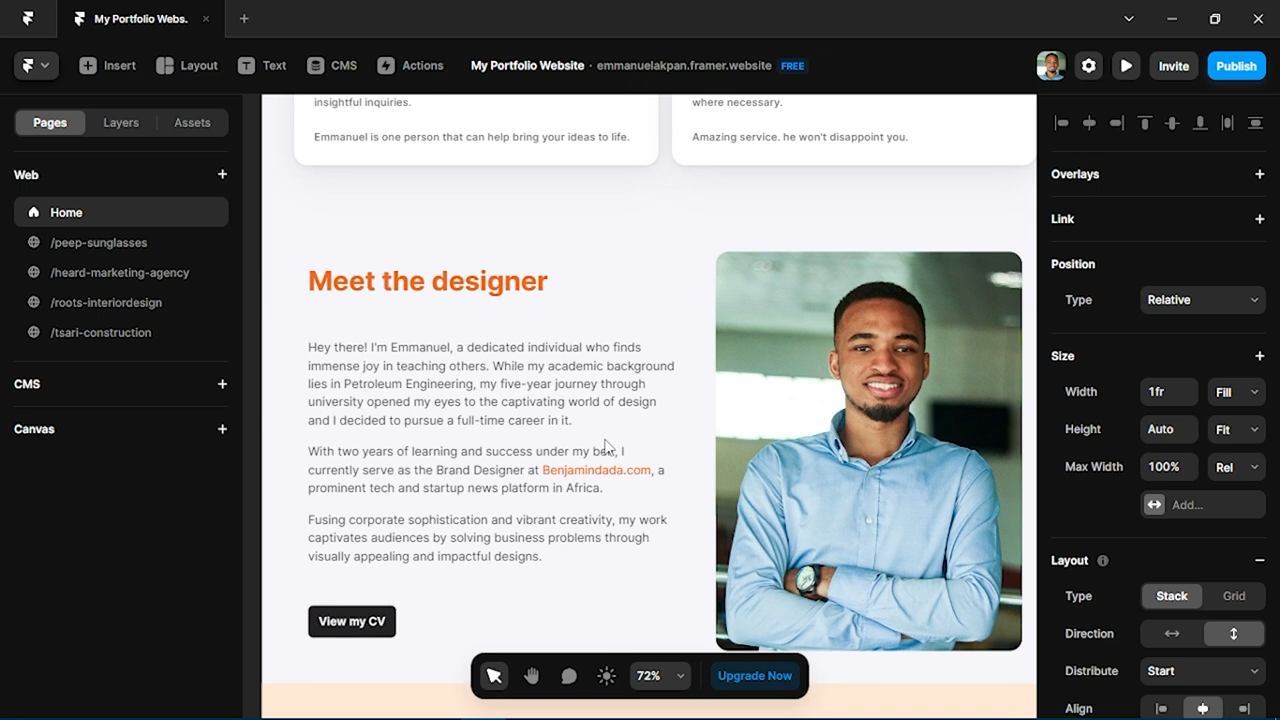 My Portfolio Webs.
Insert
Layout
Text
CMS
Actions
My Portfolio Website · emmanuelakpan.framer.website FREE
Invite
Publish
Pages
Layers
Assets
Web
Home
/peep-sunglasses
/heard-marketing-agency
/roots-interiordesign
/tsari-construction
CMS
Canvas
insightful inquiries.
Emmanuel is one person that can help bring your ideas to life.
where necessary.
Amazing service. he won't disappoint you.
Meet the designer
Hey there! I'm Emmanuel, a dedicated individual who finds
immense joy in teaching others. While my academic background
lies in Petroleum Engineering, my five-year journey through
university opened my eyes to the captivating world of design
and I decided to pursue a full-time career in it.
With two years of learning and success under my belt, I
currently serve as the Brand Designer at Benjamindada.com, a
prominent tech and startup news platform in Africa.
Fusing corporate sophistication and vibrant creativity, my work
captivates audiences by solving business problems through
visually appealing and impactful designs.
View my CV
72%
Upgrade Now
Overlays
Link
Position
Type Relative
Size
Width 1fr Fill
Height Auto Fit
Max Width 100% Rel
Add...
Layout
Type Stack Grid
Direction
Distribute Start
Align